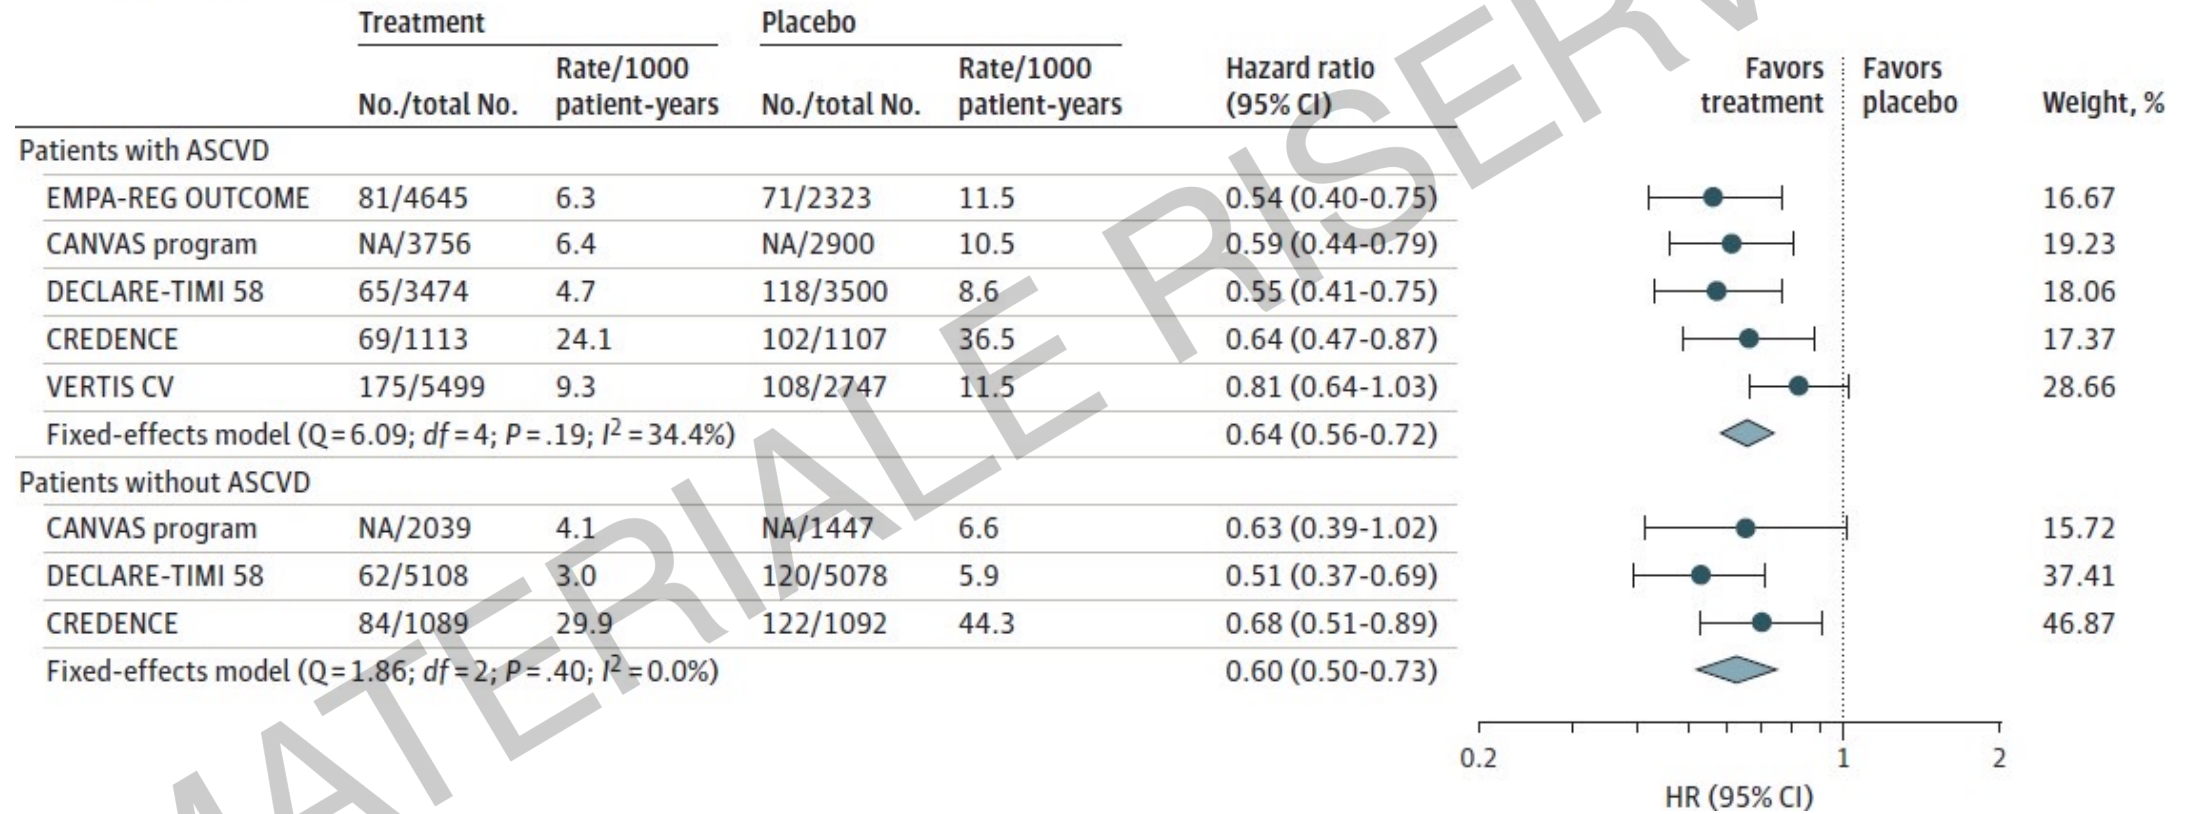 Treatment Placebo
Rate/1000 Rate/1000 Hazard ratio Favors Favors
No./total No. patient-years No./total No. patient-years (95% CI) treatment placebo Weight, %
Patients with ASCVD
EMPA-REG OUTCOME 81/4645 6.3 71/2323 11.5 0.54 (0.40-0.75) 16.67
CANVAS program NA/3756 6.4 NA/2900 10.5 0.59 (0.44-0.79) 19.23
DECLARE-TIMI 58 65/3474 4.7 118/3500 8.6 0.55 (0.41-0.75) 18.06
CREDENCE 69/1113 24.1 102/1107 36.5 0.64 (0.47-0.87) 17.37
VERTIS CV 175/5499 9.3 108/2747 11.5 0.81 (0.64-1.03) 28.66
Fixed-effects model (Q=6.09; df=4; P=.19; I²=34.4%) 0.64 (0.56-0.72)
Patients without ASCVD
CANVAS program NA/2039 4.1 NA/1447 6.6 0.63 (0.39-1.02) 15.72
DECLARE-TIMI 58 62/5108 3.0 120/5078 5.9 0.51 (0.37-0.69) 37.41
CREDENCE 84/1089 29.9 122/1092 44.3 0.68 (0.51-0.89) 46.87
Fixed-effects model (Q=1.86; df=2; P=.40; I²=0.0%) 0.60 (0.50-0.73)
0.2 1 2
HR (95% CI)
MATERIALE RISERV